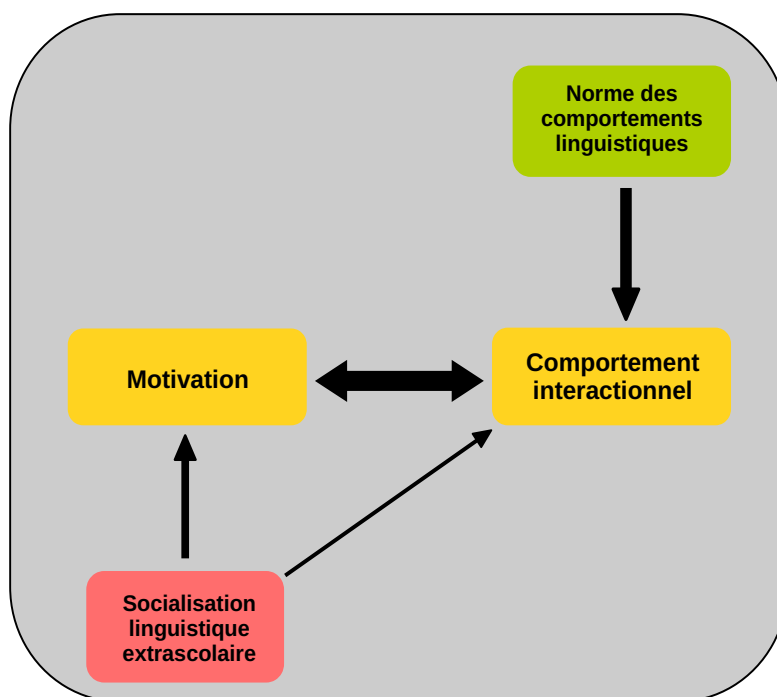 Norme des
comportements
linguistiques
Motivation
Comportement
interactionnel
Socialisation
linguistique
extrascolaire